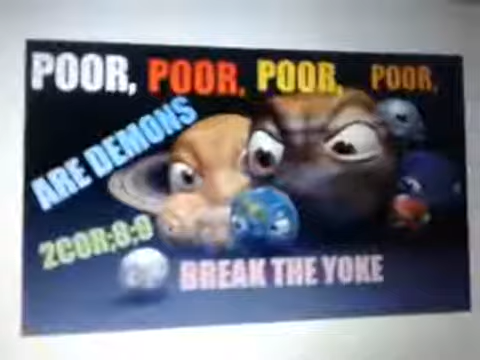 POOR, POOR, POOR, POOR,
ARE DEMONS
2COR;8;9
BREAK THE YOKE